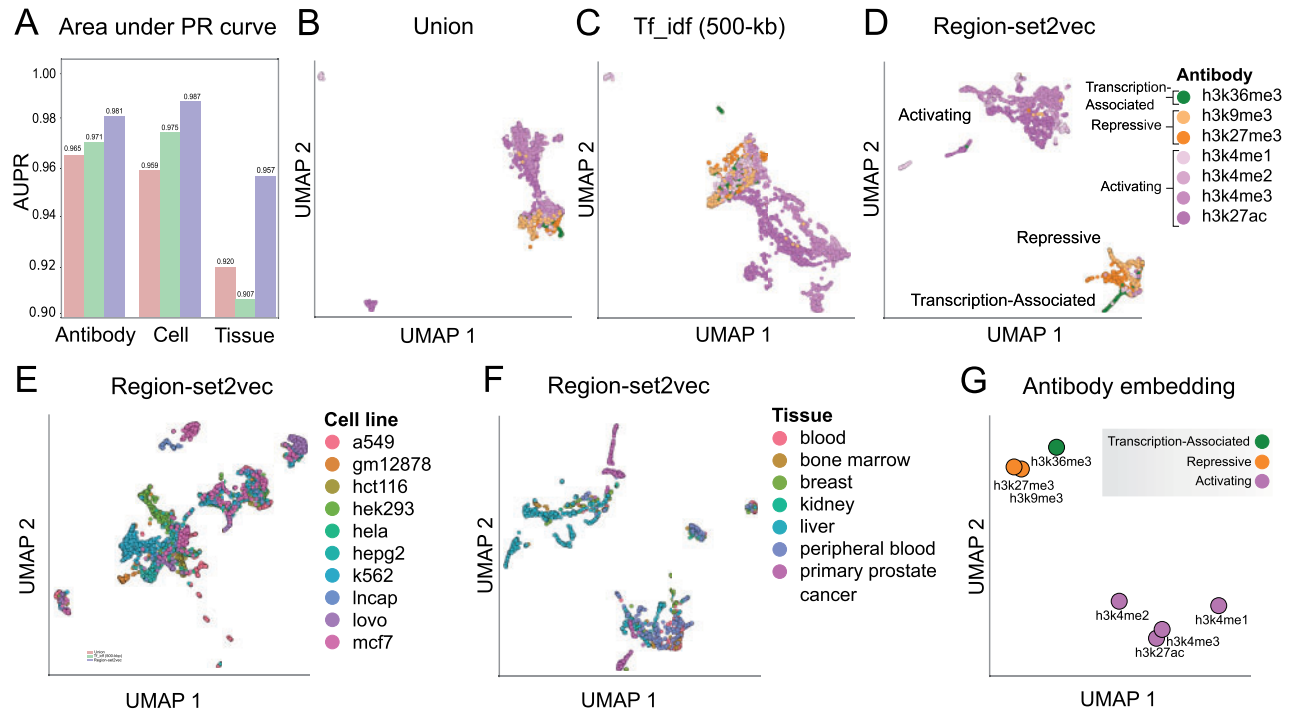 A Area under PR curve
AUPR
1.00
0.98
0.96
0.94
0.92
0.90
0.965
0.971
0.981
0.959
0.975
0.987
0.920
0.907
0.957
Antibody Cell Tissue
B Union
UMAP 2
UMAP 1
C Tf_idf (500-kb)
UMAP 2
UMAP 1
D Region-set2vec
UMAP 2
UMAP 1
Activating
Repressive
Transcription-Associated
Antibody
Transcription-
Associated
h3k36me3
Repressive
h3k9me3
h3k27me3
Activating
h3k4me1
h3k4me2
h3k4me3
h3k27ac
E Region-set2vec
UMAP 2
UMAP 1
Union
Tf_idf (500-kbp)
Region-set2vec
Cell line
a549
gm12878
hct116
hek293
hela
hepg2
k562
lncap
lovo
mcf7
F Region-set2vec
UMAP 2
UMAP 1
Tissue
blood
bone marrow
breast
kidney
liver
peripheral blood
primary prostate
cancer
G Antibody embedding
UMAP 2
UMAP 1
Transcription-Associated
Repressive
Activating
h3k36me3
h3k27me3
h3k9me3
h3k4me2
h3k4me1
h3k4me3
h3k27ac